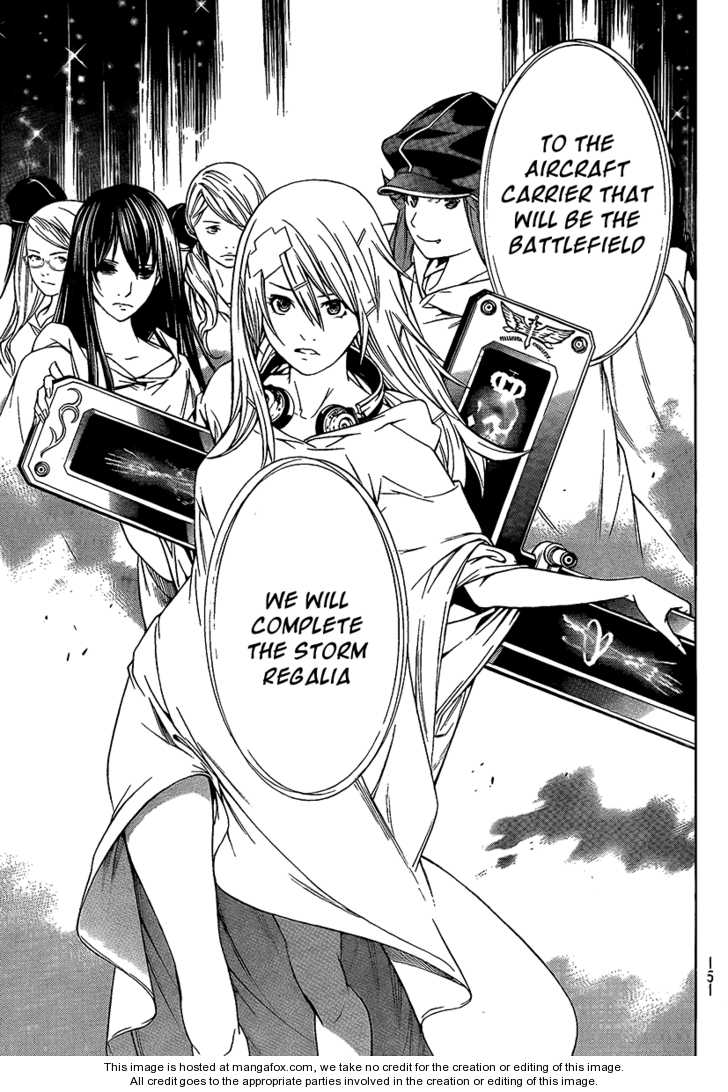 TO THE
AIRCRAFT
CARRIER THAT
WILL BE THE
BATTLEFIELD
WE WILL
COMPLETE
THE STORM
REGALIA
151
This image is hosted at mangafox.com, we take no credit for the creation or editing of this image.
All credit goes to the appropriate parties involved in the creation or editing of this image.